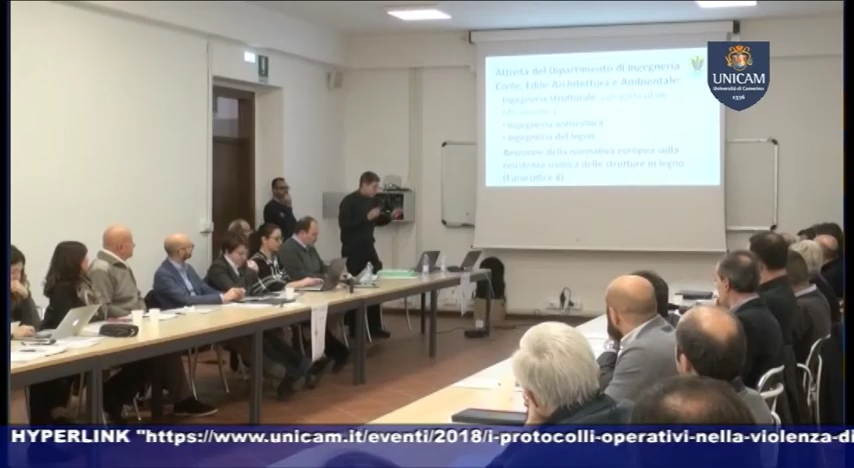 Attività del Dipartimento di Ingegneria
Civile, Edile Architettura e Ambientale:
Ingegneria strutturale:
• Ingegneria antisismica
• Ingegneria del legno
Revisione della normativa europea sulla
resistenza sismica delle strutture in legno
(Eurocodice 8)
UNICAM
Università di Camerino
1336
HYPERLINK "https://www.unicam.it/eventi/2018/i-protocolli-operativi-nella-violenza-di